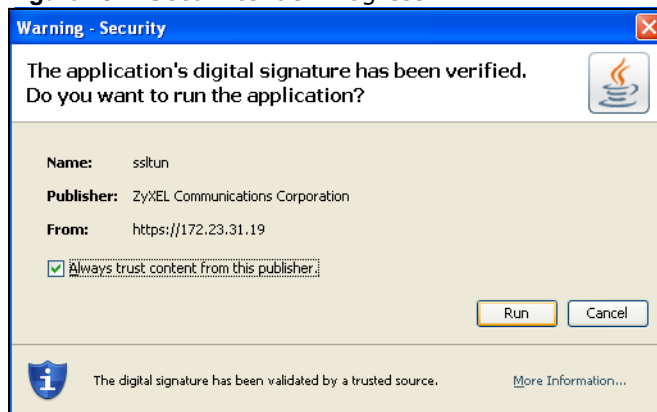 Warning - Security
The application's digital signature has been verified.
Do you want to run the application?
Name: ssltun
Publisher: ZyXEL Communications Corporation
From: https://172.23.31.19
Always trust content from this publisher.
Run Cancel
The digital signature has been validated by a trusted source. More Information...